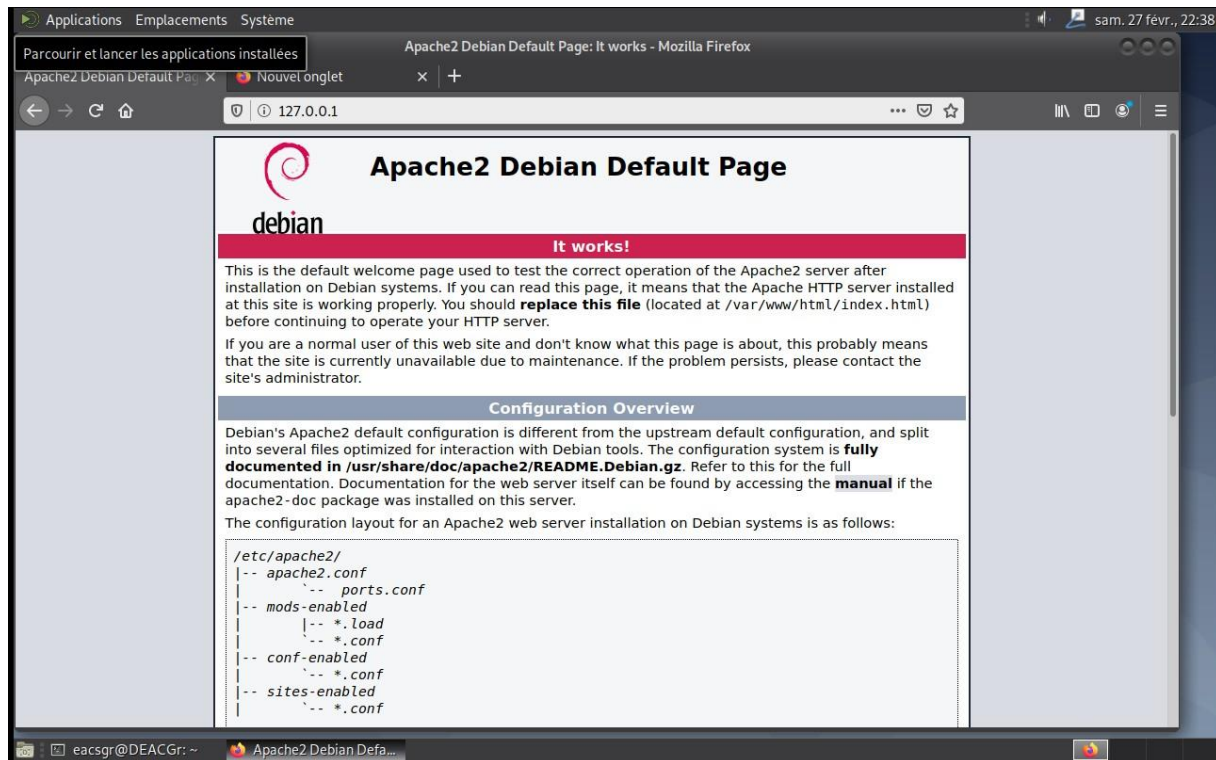 Applications Emplacements Système
sam. 27 févr., 22:38
Parcourir et lancer les applications installées
Apache2 Debian Default Page: It works - Mozilla Firefox
Apache2 Debian Default Pag
Nouvel onglet
127.0.0.1
debian
Apache2 Debian Default Page
It works!
This is the default welcome page used to test the correct operation of the Apache2 server after
installation on Debian systems. If you can read this page, it means that the Apache HTTP server installed
at this site is working properly. You should replace this file (located at /var/www/html/index.html)
before continuing to operate your HTTP server.
If you are a normal user of this web site and don't know what this page is about, this probably means
that the site is currently unavailable due to maintenance. If the problem persists, please contact the
site's administrator.
Configuration Overview
Debian's Apache2 default configuration is different from the upstream default configuration, and split
into several files optimized for interaction with Debian tools. The configuration system is fully
documented in /usr/share/doc/apache2/README.Debian.gz. Refer to this for the full
documentation. Documentation for the web server itself can be found by accessing the manual if the
apache2-doc package was installed on this server.
The configuration layout for an Apache2 web server installation on Debian systems is as follows:
/etc/apache2/
|-- apache2.conf
|       `--  ports.conf
|-- mods-enabled
|       |-- *.load
|       `-- *.conf
|-- conf-enabled
|       `-- *.conf
|-- sites-enabled
|       `-- *.conf
eacsgr@DEACGr: ~
Apache2 Debian Defa...